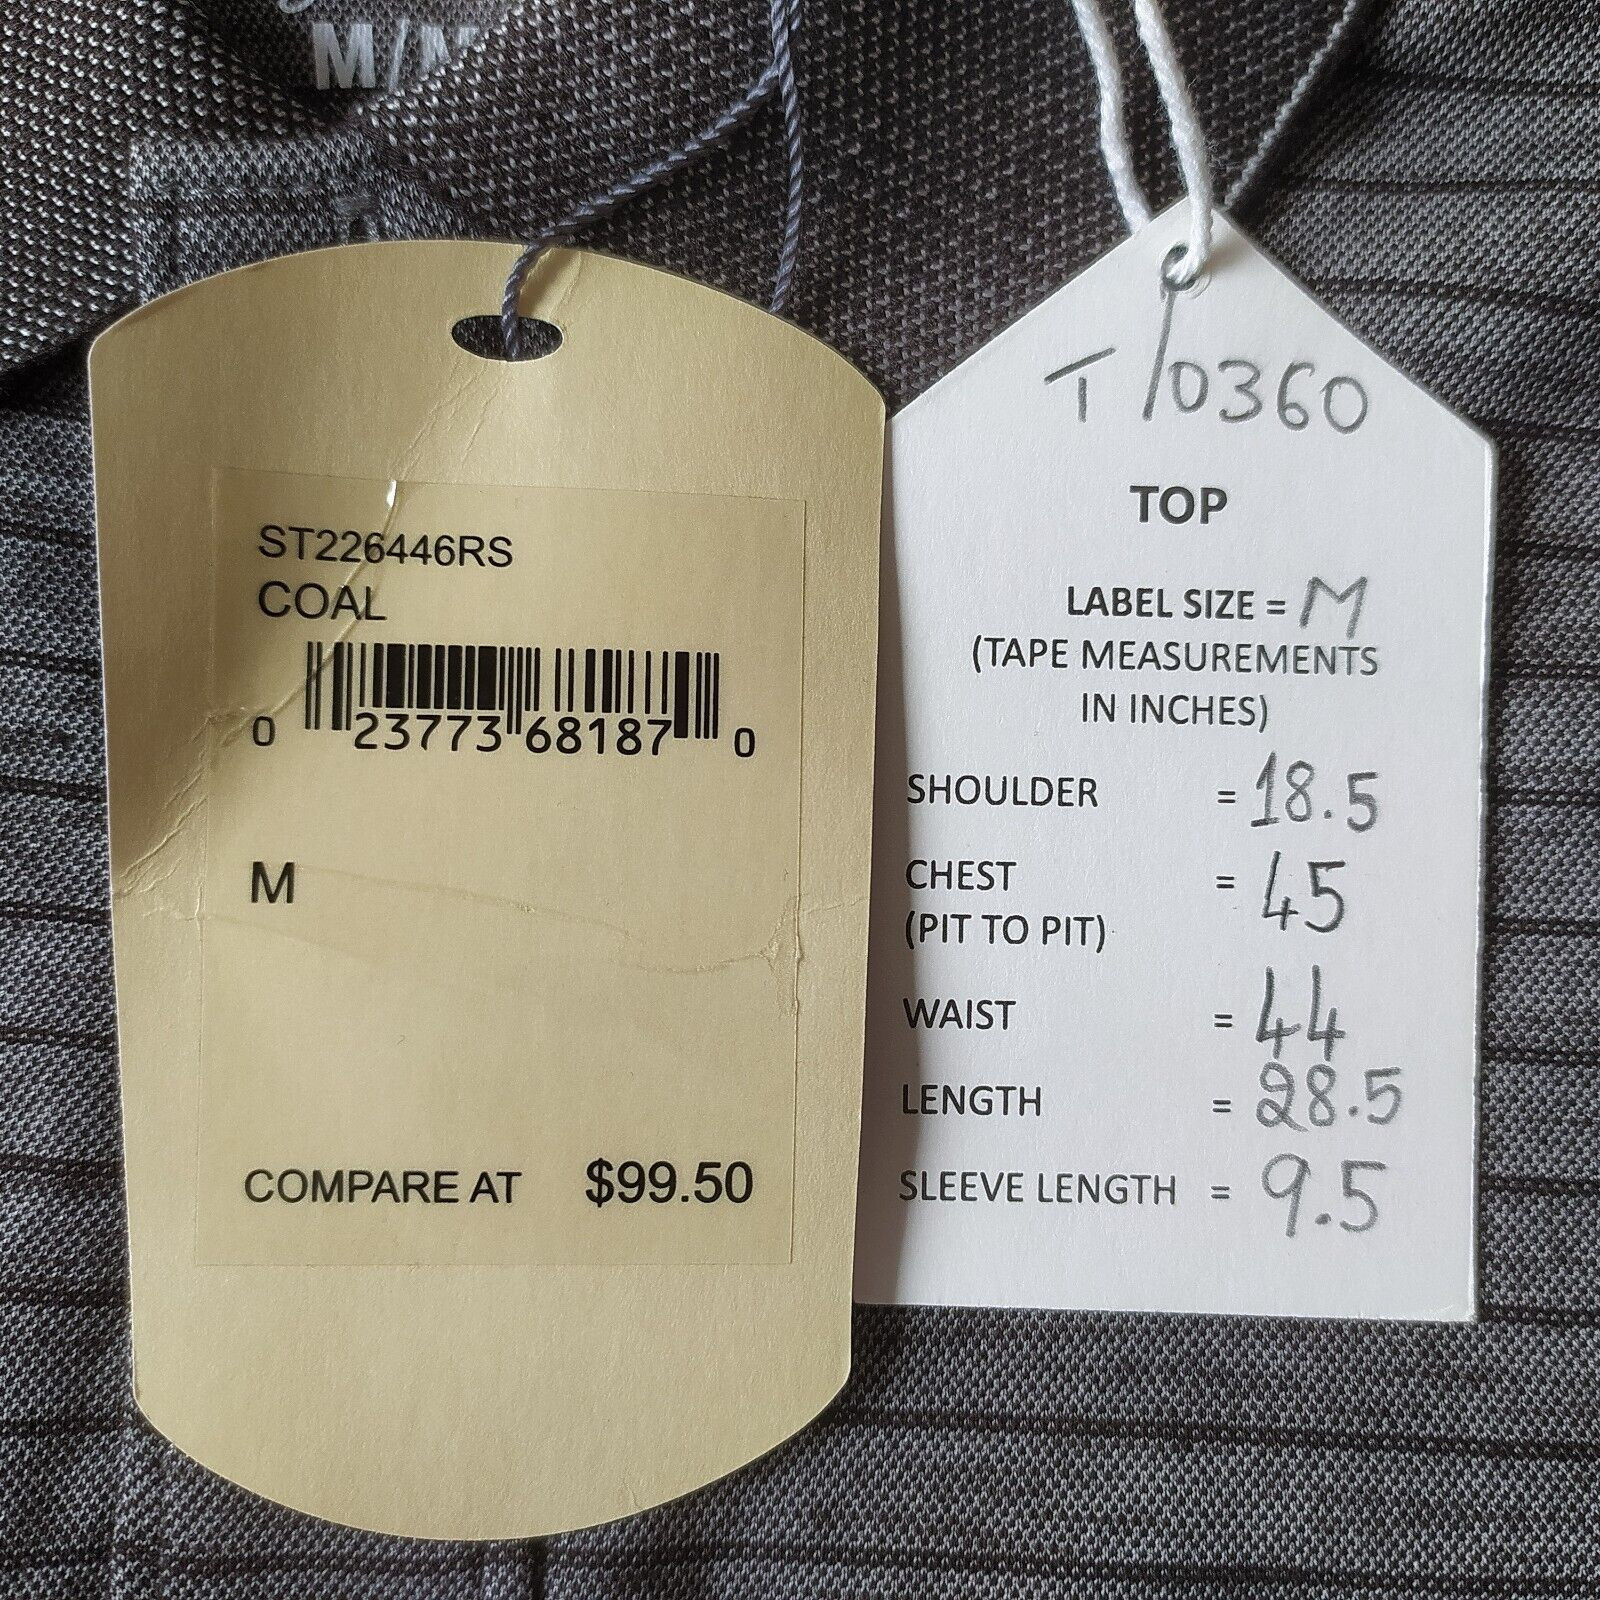 M/M
ST226446RS
COAL
0 23773 68187 0
M
COMPARE AT $99.50
T/0360
TOP
LABEL SIZE = M
(TAPE MEASUREMENTS
IN INCHES)
SHOULDER = 18.5
CHEST = 45
(PIT TO PIT)
WAIST = 44
LENGTH = 28.5
SLEEVE LENGTH = 9.5